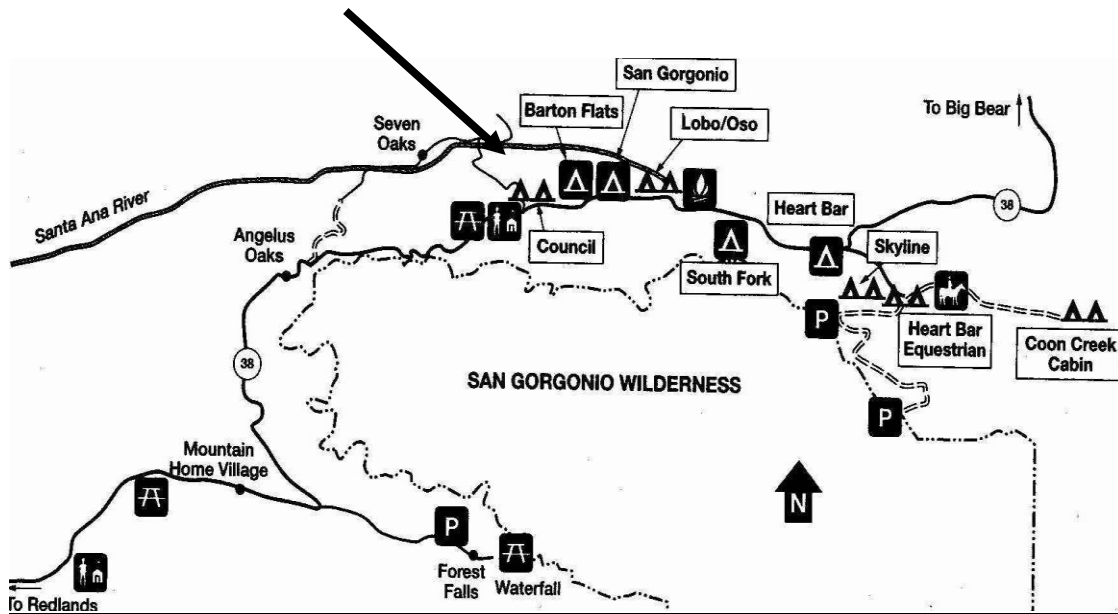 San Gorgonio
Barton Flats
Lobo/Oso
To Big Bear
Seven
Oaks
38
Santa Ana River
Heart Bar
Angelus
Oaks
Council
Skyline
South Fork
P
Heart Bar
Equestrian
Coon Creek
Cabin
38
SAN GORGONIO WILDERNESS
P
Mountain
Home Village
N
P
Forest
Falls
Waterfall
To Redlands